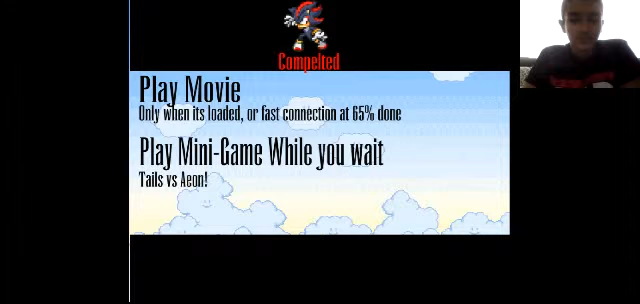 Compelted
Play Movie
Only when its loaded, or fast connection at 65% done
Play Mini-Game While you wait
Tails vs Aeon!